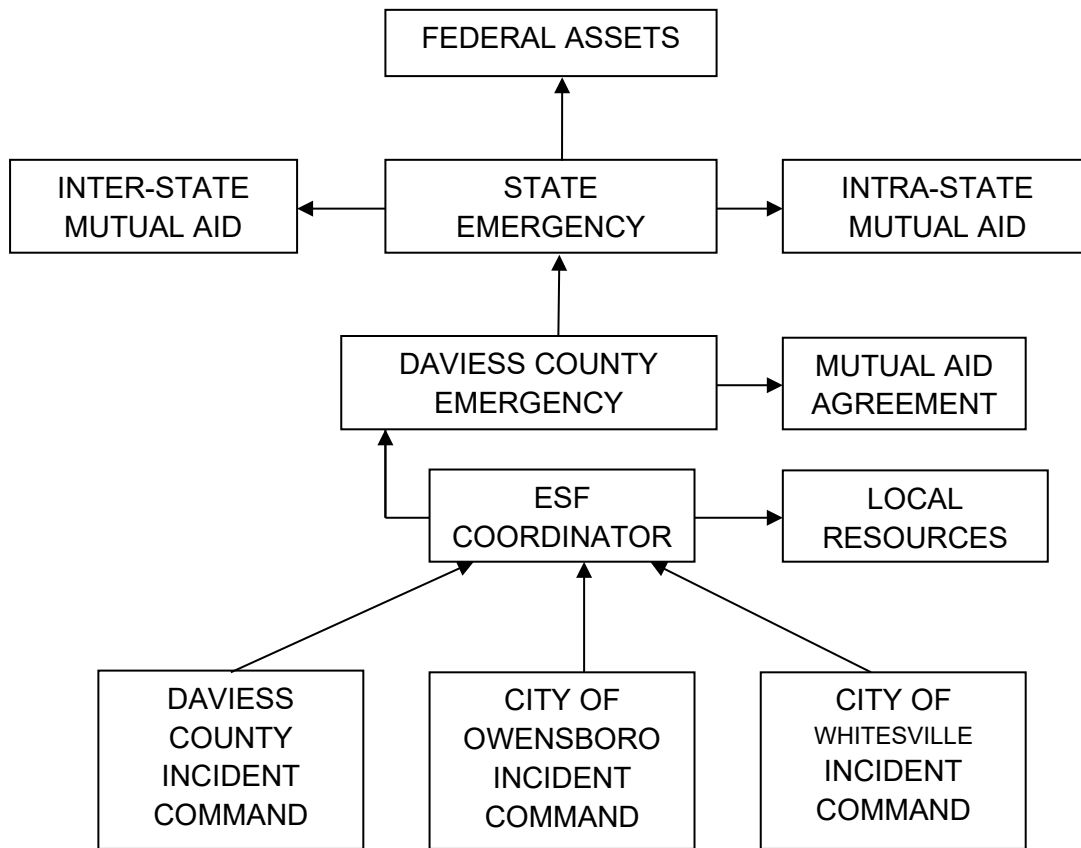 FEDERAL ASSETS
INTER-STATE
MUTUAL AID
STATE
EMERGENCY
INTRA-STATE
MUTUAL AID
DAVIESS COUNTY
EMERGENCY
MUTUAL AID
AGREEMENT
ESF
COORDINATOR
LOCAL
RESOURCES
DAVIESS
COUNTY
INCIDENT
COMMAND
CITY OF
OWENSBORO
INCIDENT
COMMAND
CITY OF
WHITESVILLE
INCIDENT
COMMAND